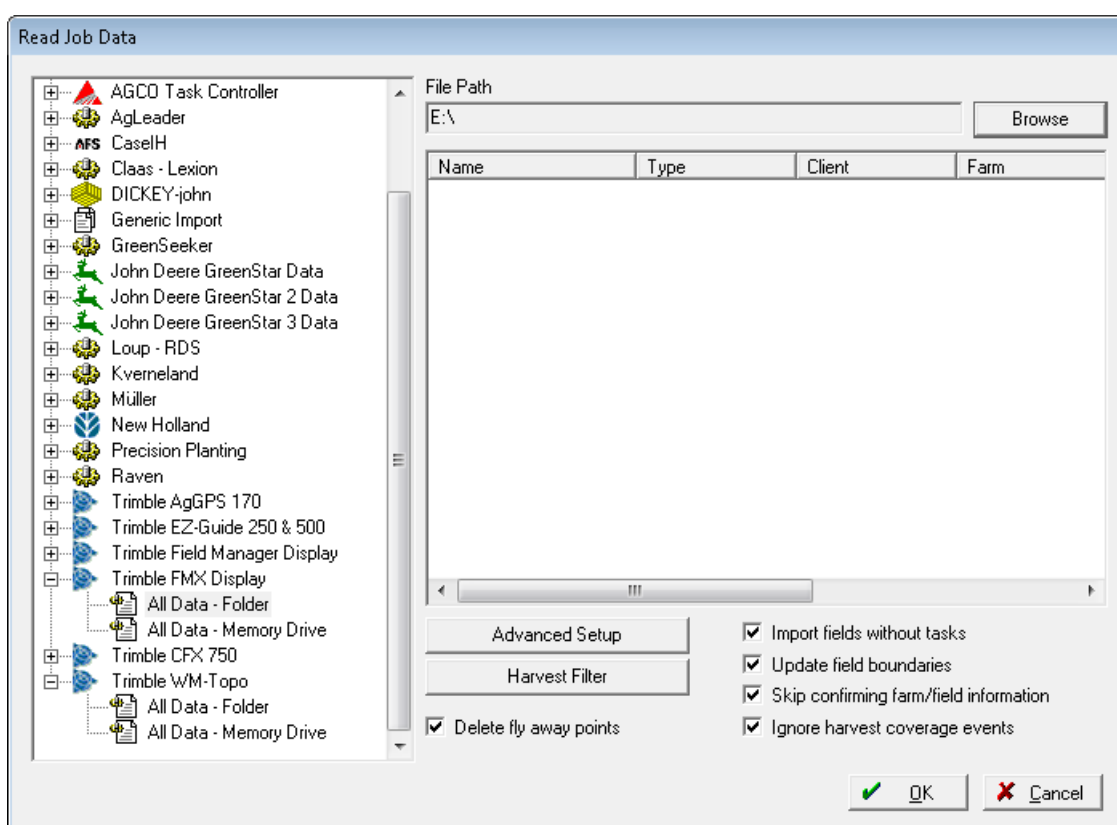 Read Job Data
AGCO Task Controller
AgLeader
AFS CaseIH
Claas - Lexion
DICKEY-john
Generic Import
GreenSeeker
John Deere GreenStar Data
John Deere GreenStar 2 Data
John Deere GreenStar 3 Data
Loup - RDS
Kverneland
Müller
New Holland
Precision Planting
Raven
Trimble AgGPS 170
Trimble EZ-Guide 250 & 500
Trimble Field Manager Display
Trimble FMX Display
All Data - Folder
All Data - Memory Drive
Trimble CFX 750
Trimble WM-Topo
All Data - Folder
All Data - Memory Drive
File Path
E:\
Browse
Name Type Client Farm
Advanced Setup
Harvest Filter
Delete fly away points
Import fields without tasks
Update field boundaries
Skip confirming farm/field information
Ignore harvest coverage events
OK
Cancel